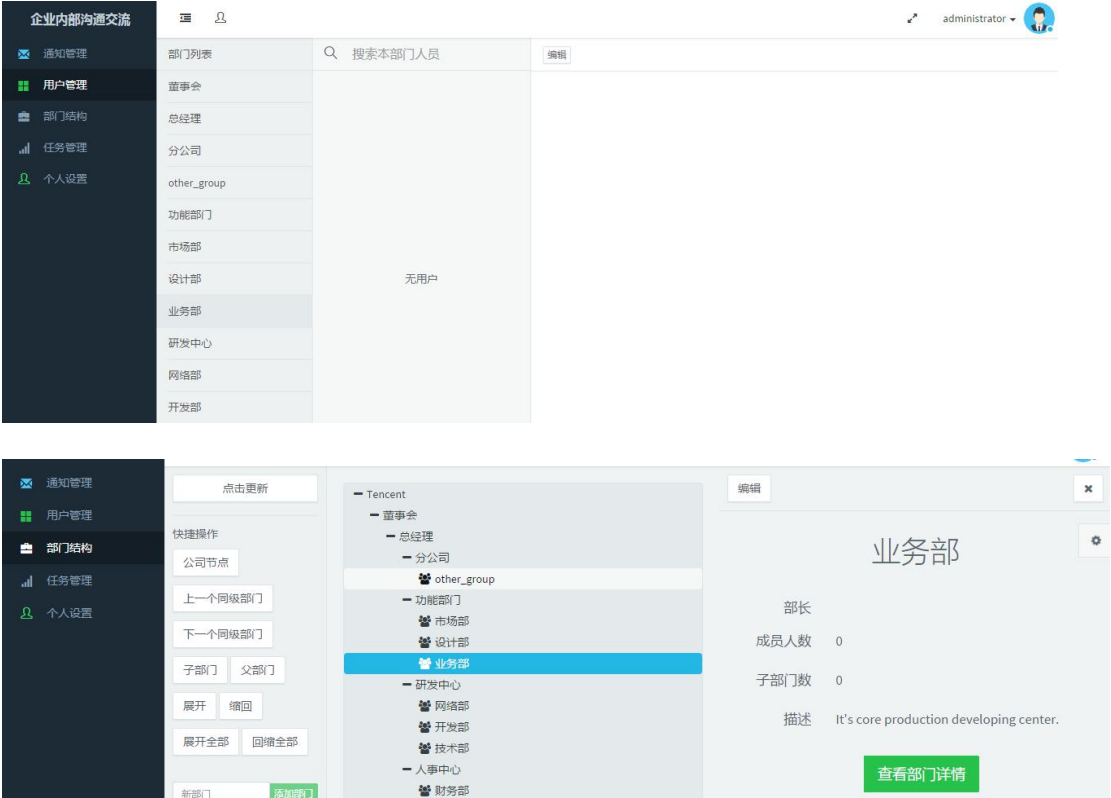 企业内部沟通交流
administrator
通知管理
用户管理
部门结构
任务管理
个人设置
部门列表
董事会
总经理
分公司
other_group
功能部门
市场部
设计部
业务部
研发中心
网络部
开发部
搜索本部门人员
无用户
编辑
通知管理
用户管理
部门结构
任务管理
个人设置
点击更新
快捷操作
公司节点
上一个同级部门
下一个同级部门
子部门 父部门
展开 缩回
展开全部 回缩全部
新部门 添加部门
Tencent
董事会
总经理
分公司
other_group
功能部门
市场部
设计部
业务部
研发中心
网络部
开发部
技术部
人事中心
财务部
编辑
业务部
部长
成员人数 0
子部门数 0
描述 It's core production developing center.
查看部门详情